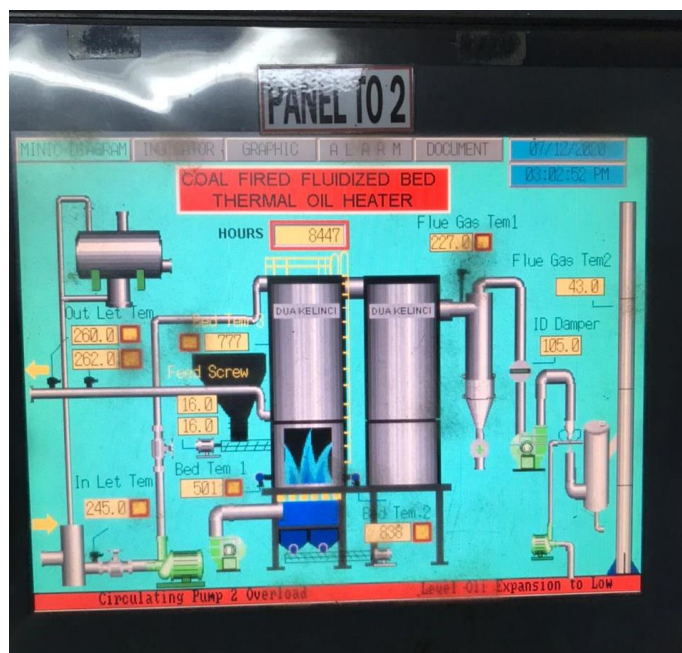 PANEL TO 2
MIMIC DIAGRAM
INDICATOR
GRAPHIC
A L A R M
DOCUMENT
07/12/2020
03:02:52 PM
COAL FIRED FLUIDIZED BED
THERMAL OIL HEATER
HOURS
8447
Flue Gas Tem1
227.0
Flue Gas Tem2
43.0
Out Let Tem
260.0
262.0
777
DUA KELINCI
DUA KELINCI
ID Damper
105.0
Feed Screw
16.0
16.0
In Let Tem
245.0
Bed Tem 1
501
Bed Tem.2
838
Circulating Pump 2 Overload
Level Oil Expansion to Low